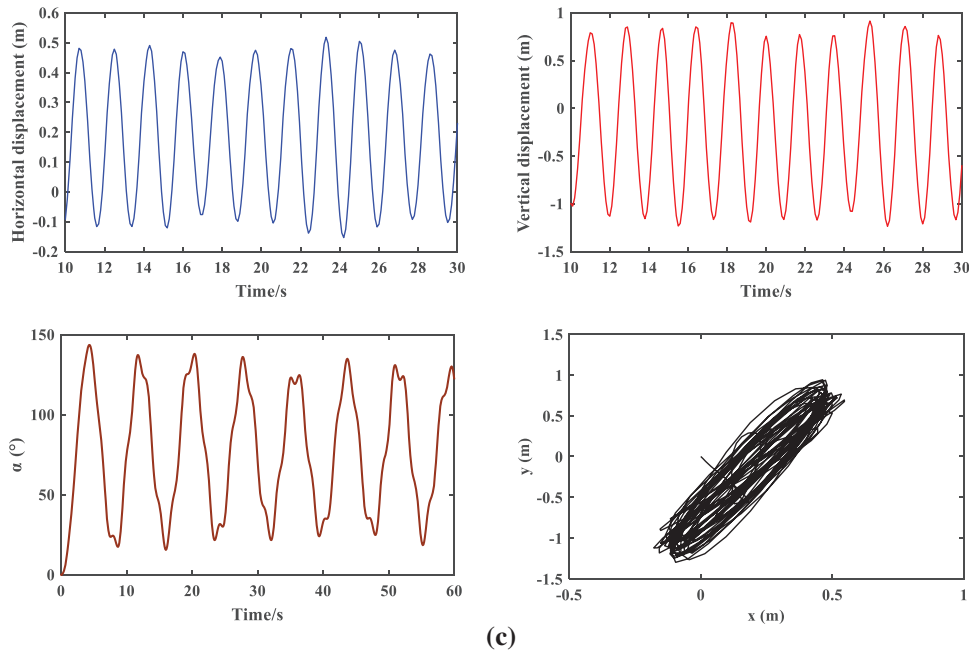 0.6
0.5
0.4
0.3
0.2
0.1
0
-0.1
-0.2
Horizontal displacement (m)
10 12 14 16 18 20 22 24 26 28 30
Time/s
1
0.5
0
-0.5
-1
-1.5
Vertical displacement (m)
10 12 14 16 18 20 22 24 26 28 30
Time/s
150
100
50
0
α (°)
0 10 20 30 40 50 60
Time/s
1.5
1
0.5
0
-0.5
-1
-1.5
y (m)
-0.5 0 0.5 1
x (m)
(c)